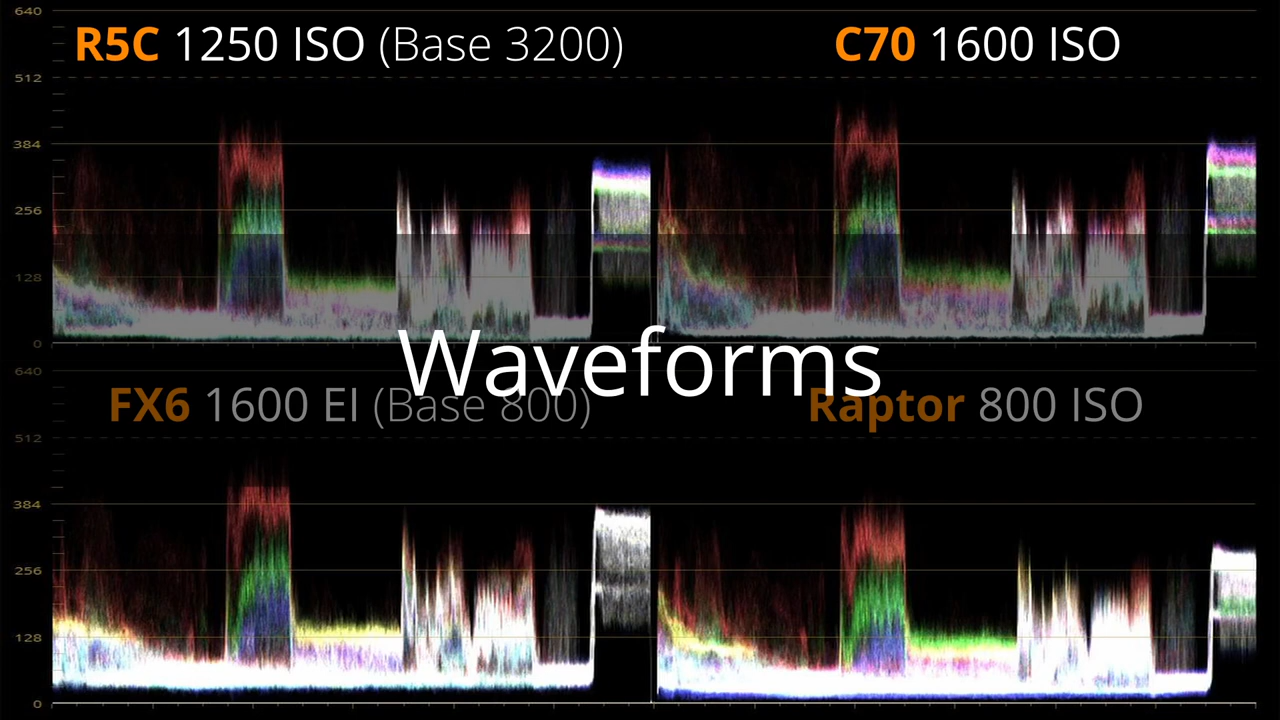 640
R5C 1250 ISO (Base 3200)
C70 1600 ISO
512
384
256
128
0
Waveforms
640
FX6 1600 EI (Base 800)
Raptor 800 ISO
512
384
256
128
0